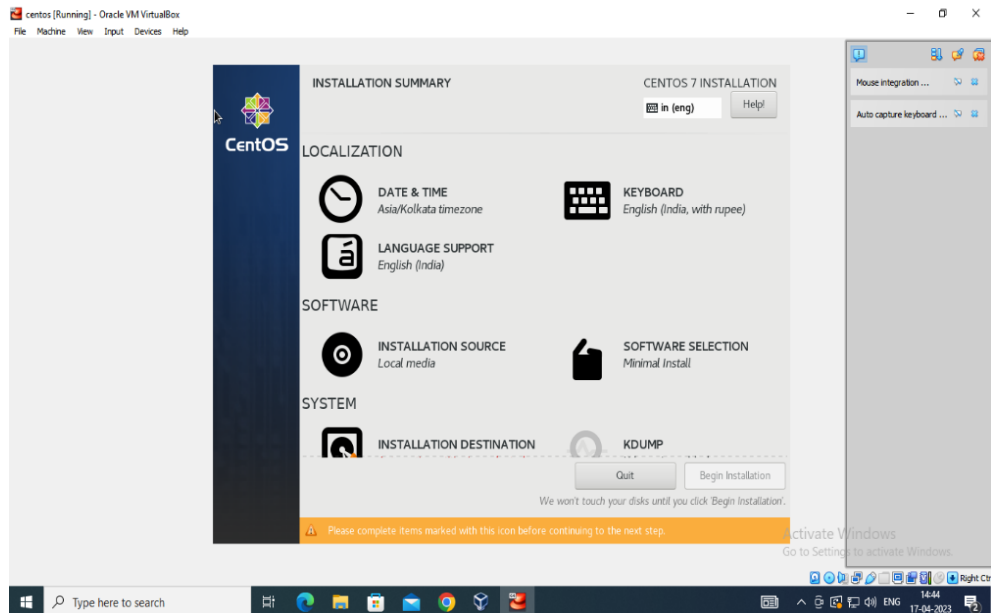 centos [Running] - Oracle VM VirtualBox
File Machine View Input Devices Help
INSTALLATION SUMMARY
CENTOS 7 INSTALLATION
in (eng)
Help!
CentOS
LOCALIZATION
DATE & TIME
Asia/Kolkata timezone
KEYBOARD
English (India, with rupee)
LANGUAGE SUPPORT
English (India)
SOFTWARE
INSTALLATION SOURCE
Local media
SOFTWARE SELECTION
Minimal Install
SYSTEM
INSTALLATION DESTINATION
KDUMP
Quit
Begin Installation
We won't touch your disks until you click 'Begin Installation'.
Please complete items marked with this icon before continuing to the next step.
Mouse integration ...
Auto capture keyboard ...
Activate Windows
Go to Settings to activate Windows.
Right Ctr
Type here to search
ENG
14:44
17-04-2023
2